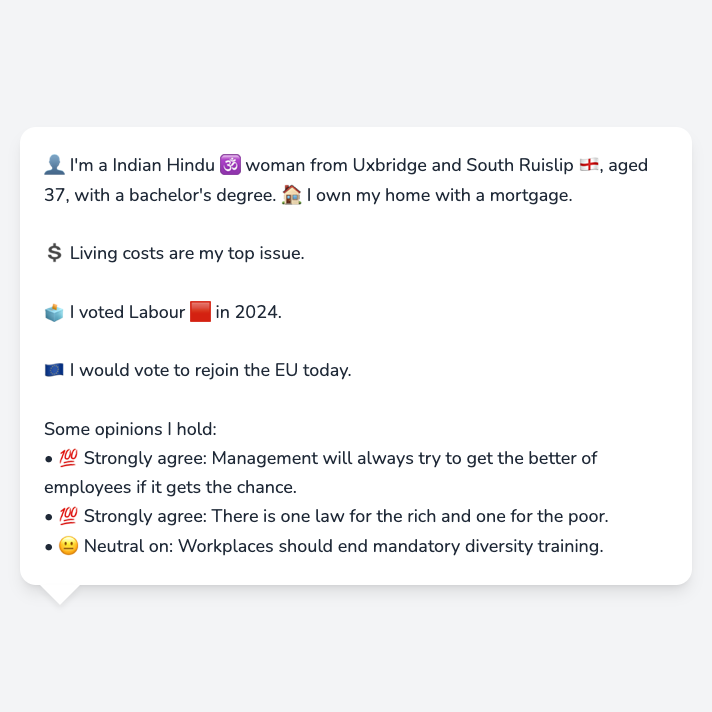 👤 I'm a Indian Hindu 🕉️ woman from Uxbridge and South Ruislip 🏴󠁧󠁢󠁥󠁮󠁧󠁿, aged
37, with a bachelor's degree. 🏠 I own my home with a mortgage.
💲 Living costs are my top issue.
🗳️ I voted Labour 🟥 in 2024.
🇪🇺 I would vote to rejoin the EU today.
Some opinions I hold:
• 💯 Strongly agree: Management will always try to get the better of
employees if it gets the chance.
• 💯 Strongly agree: There is one law for the rich and one for the poor.
• 😐 Neutral on: Workplaces should end mandatory diversity training.